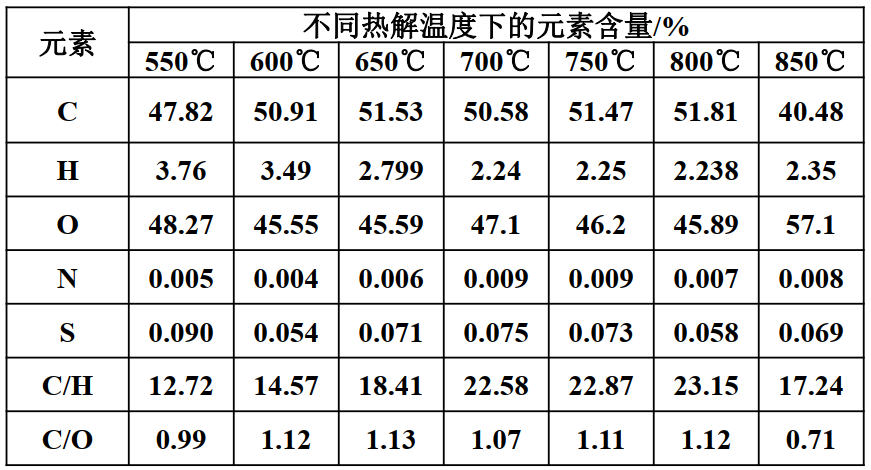 元素 不同热解温度下的元素含量/%
550℃ 600℃ 650℃ 700℃ 750℃ 800℃ 850℃
C 47.82 50.91 51.53 50.58 51.47 51.81 40.48
H 3.76 3.49 2.799 2.24 2.25 2.238 2.35
O 48.27 45.55 45.59 47.1 46.2 45.89 57.1
N 0.005 0.004 0.006 0.009 0.009 0.007 0.008
S 0.090 0.054 0.071 0.075 0.073 0.058 0.069
C/H 12.72 14.57 18.41 22.58 22.87 23.15 17.24
C/O 0.99 1.12 1.13 1.07 1.11 1.12 0.71